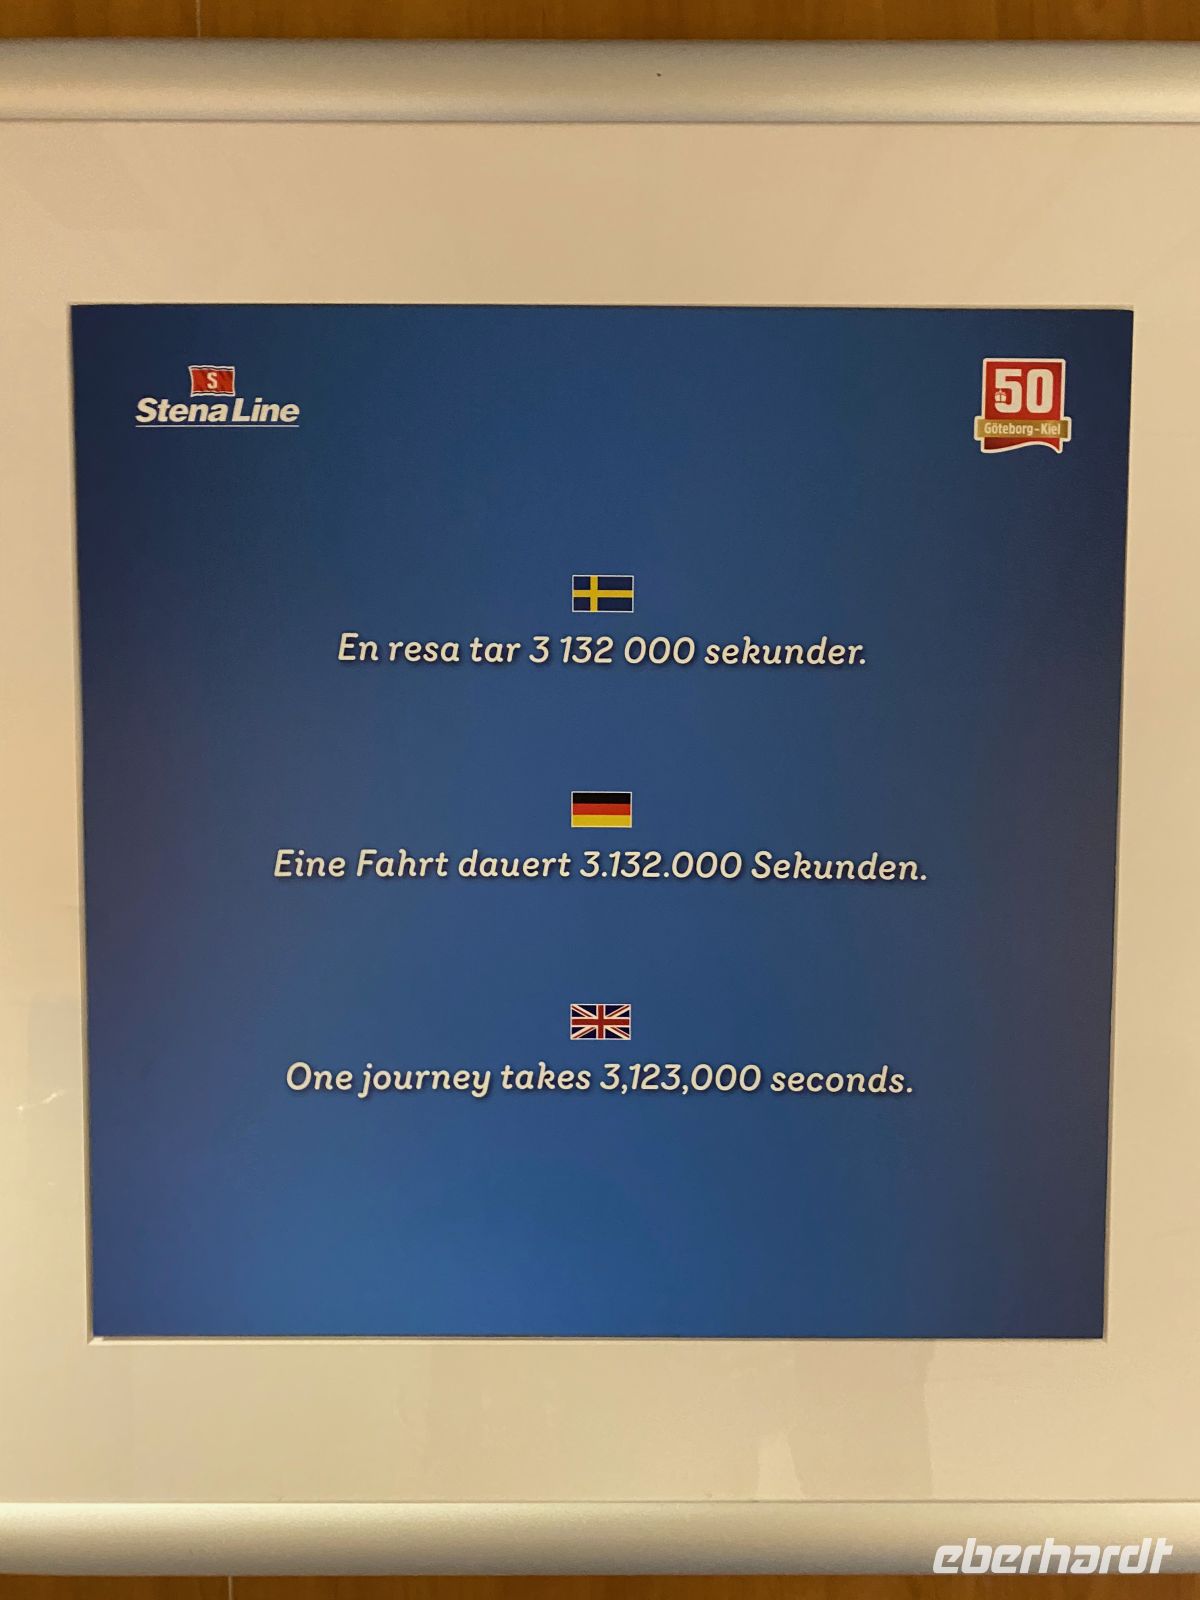 S
Stena Line
50
Göteborg-Kiel
En resa tar 3 132 000 sekunder.
Eine Fahrt dauert 3.132.000 Sekunden.
One journey takes 3,123,000 seconds.
eberhardt